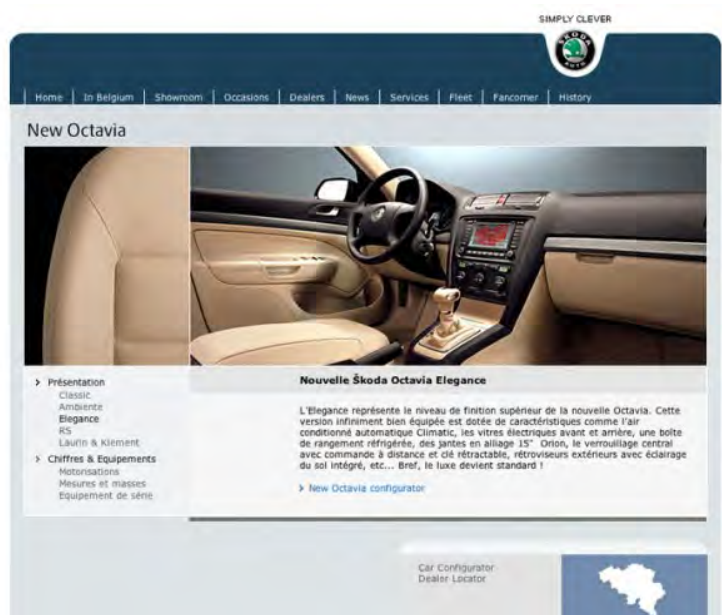 SIMPLY CLEVER
SKODA
AUTO
Home | In Belgium | Showroom | Occasions | Dealers | News | Services | Fleet | Fancorner | History
New Octavia
> Présentation
Classic
Ambiente
Elegance
RS
Laurin & Klement
> Chiffres & Equipements
Motorisations
Mesures et masses
Equipement de série
Nouvelle Škoda Octavia Elegance
L'Elegance représente le niveau de finition supérieur de la nouvelle Octavia. Cette
version infiniment bien équipée est dotée de caractéristiques comme l'air
conditionné automatique Climatic, les vitres électriques avant et arrière, une boîte
de rangement réfrigérée, des jantes en alliage 15" Orion, le verrouillage central
avec commande à distance et clé rétractable, rétroviseurs extérieurs avec éclairage
du sol intégré, etc... Bref, le luxe devient standard !
> New Octavia configurator
Car Configurator
Dealer Locator